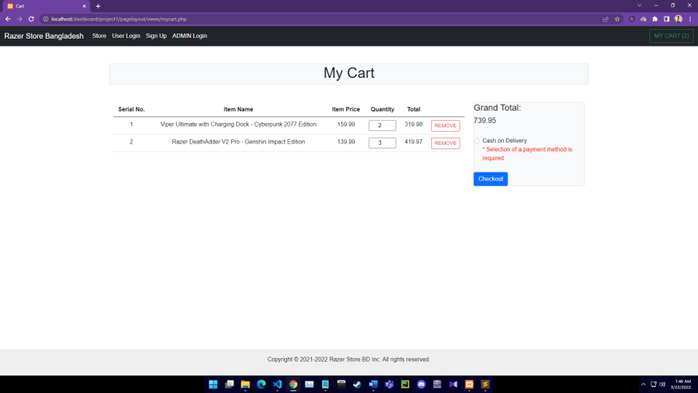 Cart
localhost/dashboard/project1/pagelayout/views/mycart.php
Razer Store Bangladesh Store User Login Sign Up ADMIN Login MY CART (2)
My Cart
Serial No. Item Name Item Price Quantity Total
1 Viper Ultimate with Charging Dock - Cyberpunk 2077 Edition 159.99 2 319.98 REMOVE
2 Razer DeathAdder V2 Pro - Genshin Impact Edition 139.99 3 419.97 REMOVE
Grand Total:
739.95
Cash on Delivery
* Selection of a payment method is
required
Checkout
Copyright © 2021-2022 Razer Store BD Inc. All rights reserved.
1:46 AM
5/22/2022